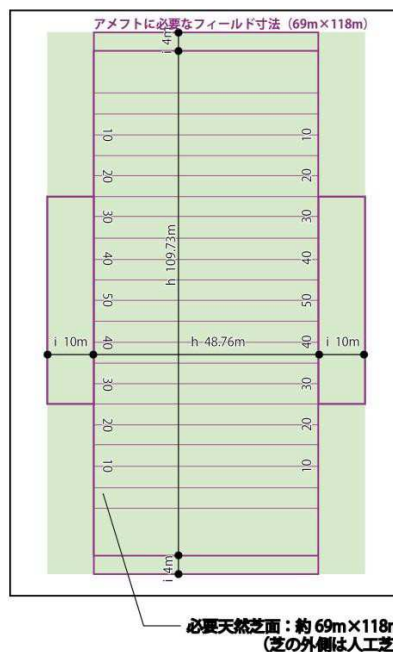 アメフトに必要なフィールド寸法（69m×118m）
i 4m
10 10
20 20
30 30
40 40
h 109.73m
50 50
i 10m
40
h 48.76m
40
i 10m
30 30
20 20
10 10
i 4m
必要天然芝面：約 69m×118m
（芝の外側は人工芝